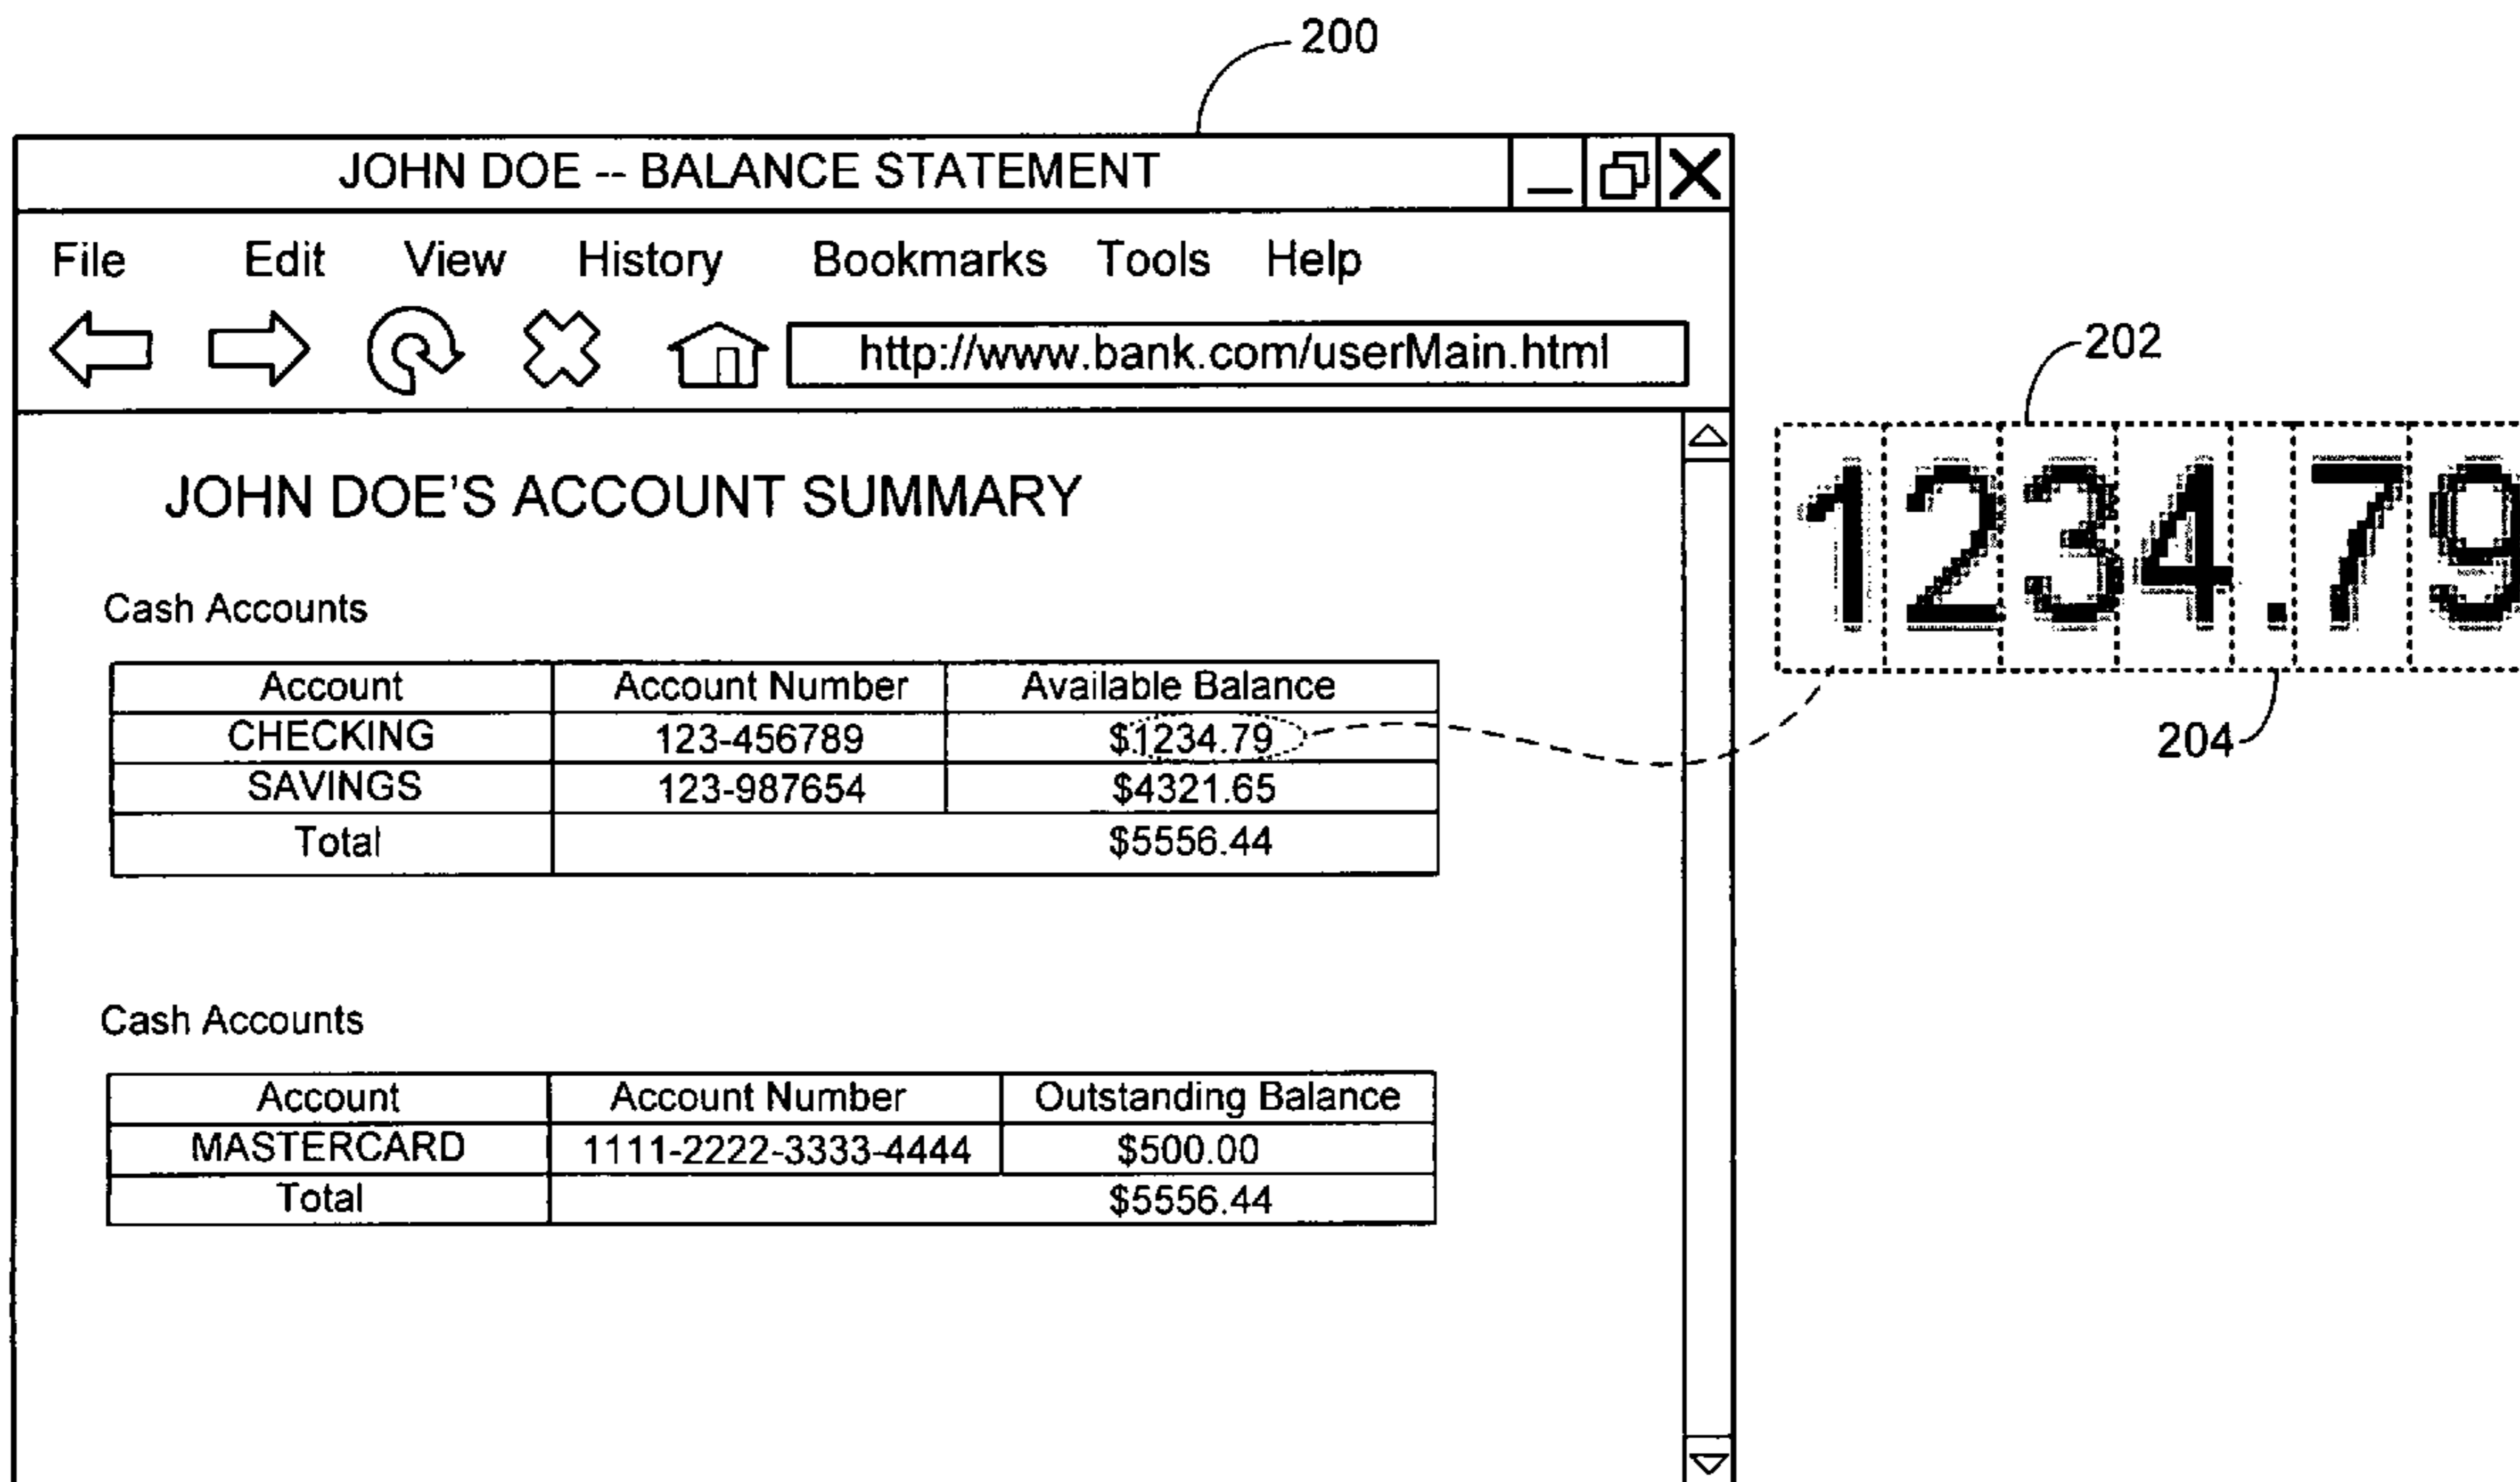 200
JOHN DOE -- BALANCE STATEMENT
File Edit View History Bookmarks Tools Help
http://www.bank.com/userMain.html
202
1234.79
204
JOHN DOE'S ACCOUNT SUMMARY
Cash Accounts
Account Account Number Available Balance
CHECKING 123-456789 $1234.79
SAVINGS 123-987654 $4321.65
Total $5556.44
Cash Accounts
Account Account Number Outstanding Balance
MASTERCARD 1111-2222-3333-4444 $500.00
Total $5556.44